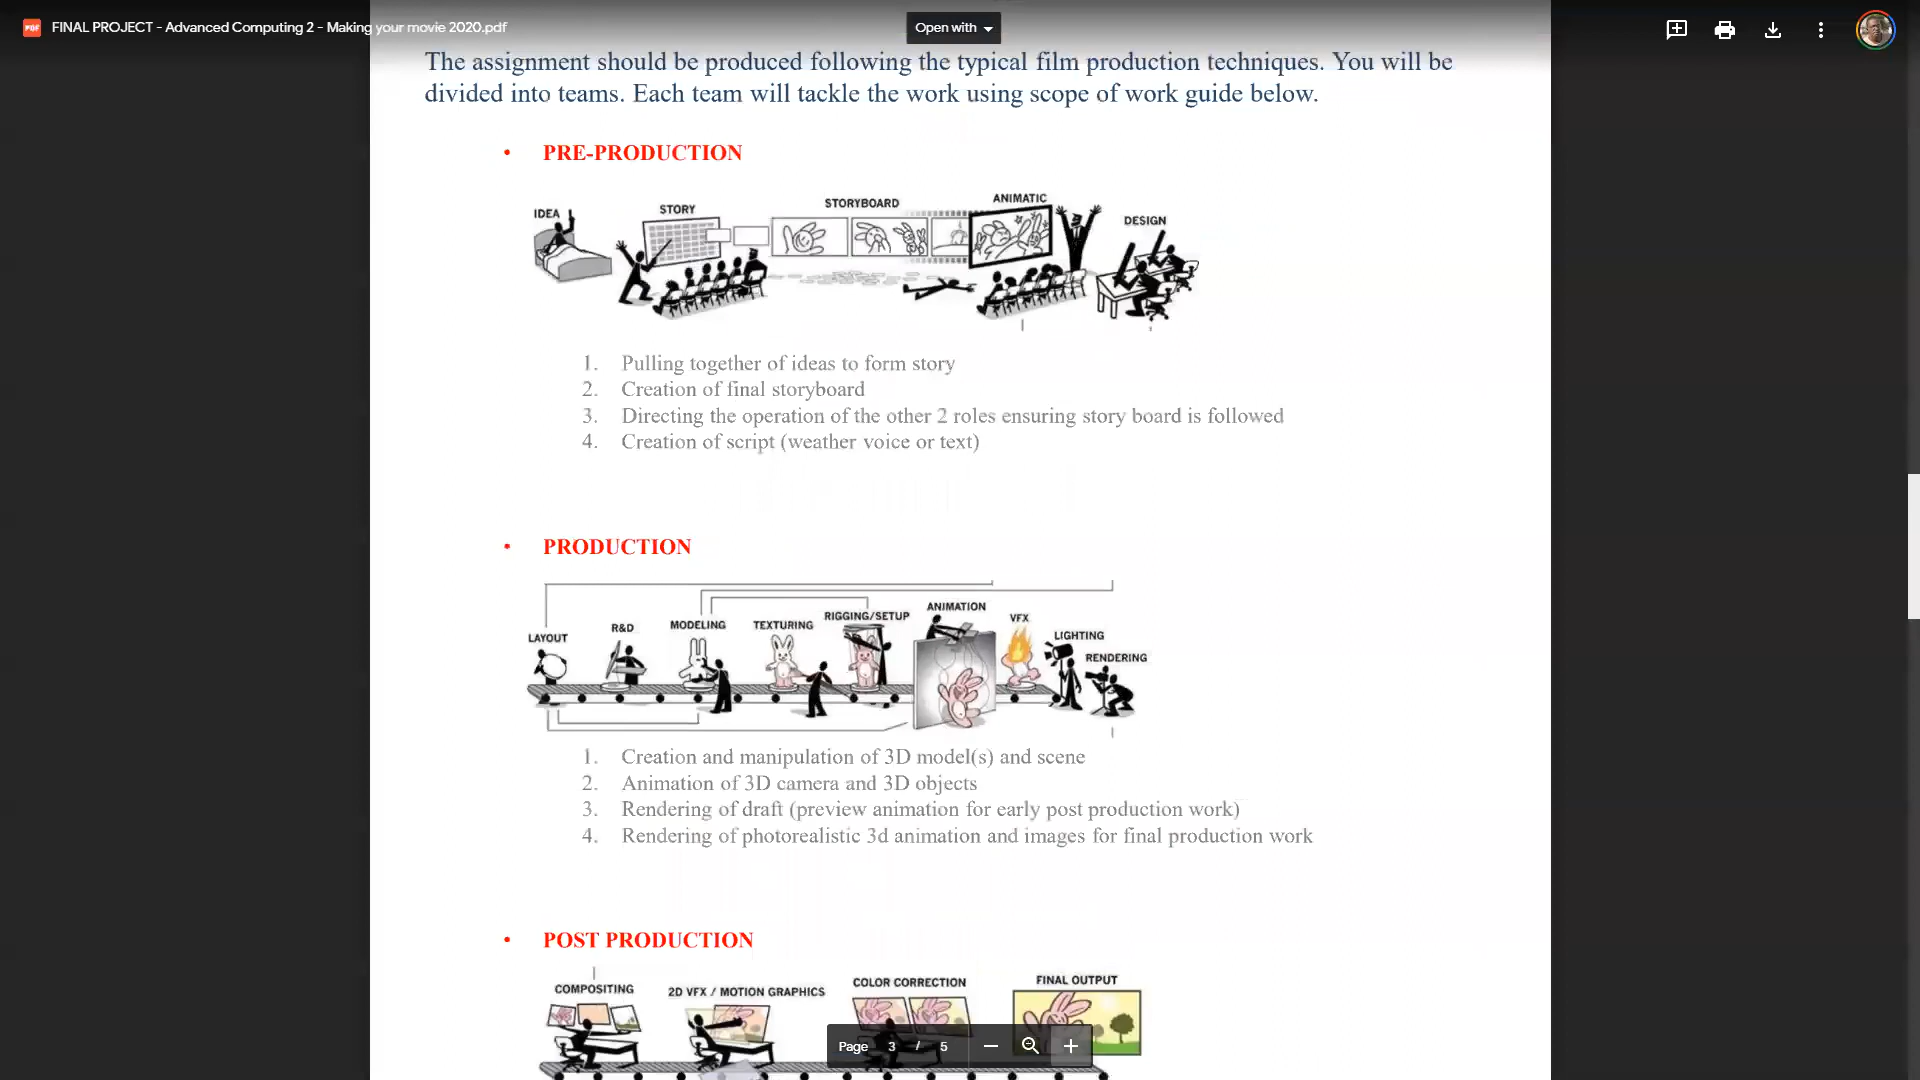 FINAL PROJECT - Advanced Computing 2 - Making your movie 2020.pdf
Open with
The assignment should be produced following the typical film production techniques. You will be
divided into teams. Each team will tackle the work using scope of work guide below.
• PRE-PRODUCTION
IDEA
STORY
STORYBOARD
ANIMATIC
DESIGN
1. Pulling together of ideas to form story
2. Creation of final storyboard
3. Directing the operation of the other 2 roles ensuring story board is followed
4. Creation of script (weather voice or text)
• PRODUCTION
LAYOUT
R&D
MODELING
TEXTURING
RIGGING/SETUP
ANIMATION
VFX
LIGHTING
RENDERING
1. Creation and manipulation of 3D model(s) and scene
2. Animation of 3D camera and 3D objects
3. Rendering of draft (preview animation for early post production work)
4. Rendering of photorealistic 3d animation and images for final production work
• POST PRODUCTION
COMPOSITING
2D VFX / MOTION GRAPHICS
COLOR CORRECTION
FINAL OUTPUT
Page 3 / 5